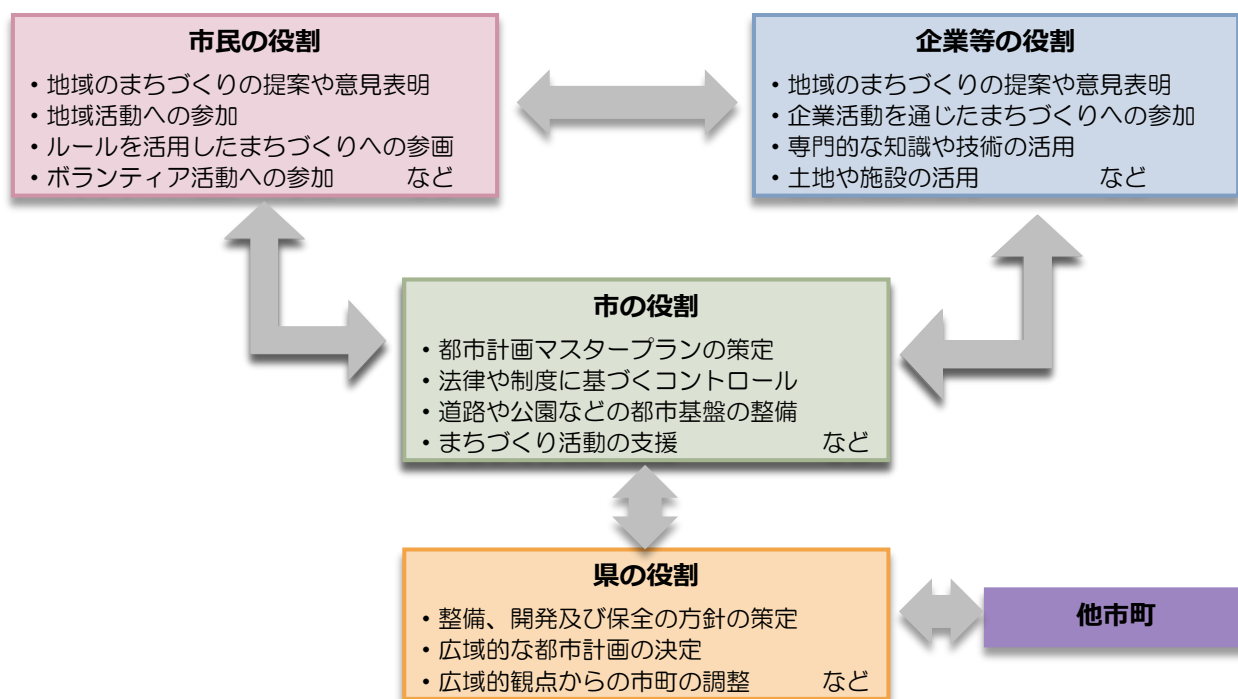 市民の役割
・地域のまちづくりの提案や意見表明
・地域活動への参加
・ルールを活用したまちづくりへの参画
・ボランティア活動への参加　　　など
企業等の役割
・地域のまちづくりの提案や意見表明
・企業活動を通じたまちづくりへの参加
・専門的な知識や技術の活用
・土地や施設の活用　　　　　など
市の役割
・都市計画マスタープランの策定
・法律や制度に基づくコントロール
・道路や公園などの都市基盤の整備
・まちづくり活動の支援　　　　　　など
県の役割
・整備、開発及び保全の方針の策定
・広域的な都市計画の決定
・広域的観点からの市町の調整　　　など
他市町